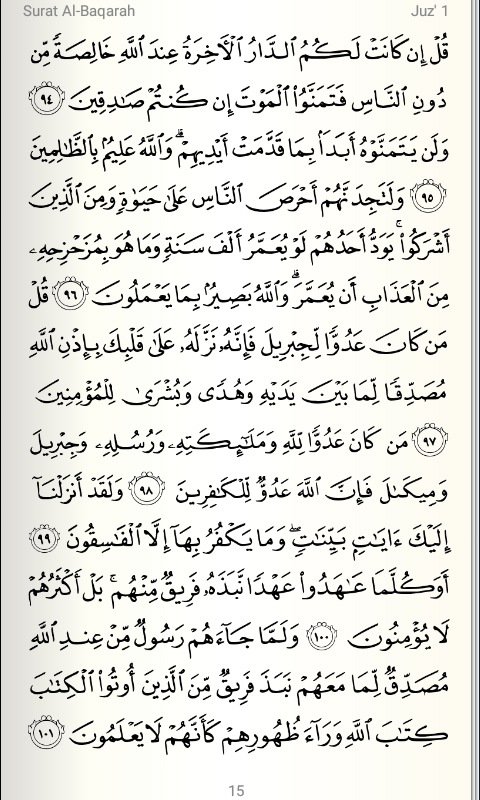 Surat Al-Baqarah Juz' 1
قُلْ إِن كَانَتْ لَكُمُ ٱلدَّارُ ٱلْءَاخِرَةُ عِندَ ٱللَّهِ خَالِصَةً مِّن
دُونِ ٱلنَّاسِ فَتَمَنَّوُا۟ ٱلْمَوْتَ إِن كُنتُمْ صَـٰدِقِينَ ٩٤
وَلَن يَتَمَنَّوْهُ أَبَدًۢا بِمَا قَدَّمَتْ أَيْدِيهِمْ ۗ وَٱللَّهُ عَلِيمٌۢ بِٱلظَّـٰلِمِينَ
٩٥ وَلَتَجِدَنَّهُمْ أَحْرَصَ ٱلنَّاسِ عَلَىٰ حَيَوٰةٍ وَمِنَ ٱلَّذِينَ
أَشْرَكُوا۟ ۚ يَوَدُّ أَحَدُهُمْ لَوْ يُعَمَّرُ أَلْفَ سَنَةٍ وَمَا هُوَ بِمُزَحْزِحِهِۦ
مِنَ ٱلْعَذَابِ أَن يُعَمَّرَ ۗ وَٱللَّهُ بَصِيرٌۢ بِمَا يَعْمَلُونَ ٩٦ قُلْ
مَن كَانَ عَدُوًّا لِّجِبْرِيلَ فَإِنَّهُۥ نَزَّلَهُۥ عَلَىٰ قَلْبِكَ بِإِذْنِ ٱللَّهِ
مُصَدِّقًا لِّمَا بَيْنَ يَدَيْهِ وَهُدًى وَبُشْرَىٰ لِلْمُؤْمِنِينَ
٩٧ مَن كَانَ عَدُوًّا لِّلَّهِ وَمَلَـٰٓئِكَتِهِۦ وَرُسُلِهِۦ وَجِبْرِيلَ
وَمِيكَىٰلَ فَإِنَّ ٱللَّهَ عَدُوٌّ لِّلْكَـٰفِرِينَ ٩٨ وَلَقَدْ أَنزَلْنَآ
إِلَيْكَ ءَايَـٰتٍۭ بَيِّنَـٰتٍ ۖ وَمَا يَكْفُرُ بِهَآ إِلَّا ٱلْفَـٰسِقُونَ ٩٩
أَوَكُلَّمَا عَـٰهَدُوا۟ عَهْدًا نَّبَذَهُۥ فَرِيقٌ مِّنْهُم ۚ بَلْ أَكْثَرُهُمْ
لَا يُؤْمِنُونَ ١٠٠ وَلَمَّا جَآءَهُمْ رَسُولٌ مِّنْ عِندِ ٱللَّهِ
مُصَدِّقٌ لِّمَا مَعَهُمْ نَبَذَ فَرِيقٌ مِّنَ ٱلَّذِينَ أُوتُوا۟ ٱلْكِتَـٰبَ
كِتَـٰبَ ٱللَّهِ وَرَآءَ ظُهُورِهِمْ كَأَنَّهُمْ لَا يَعْلَمُونَ ١٠١
15